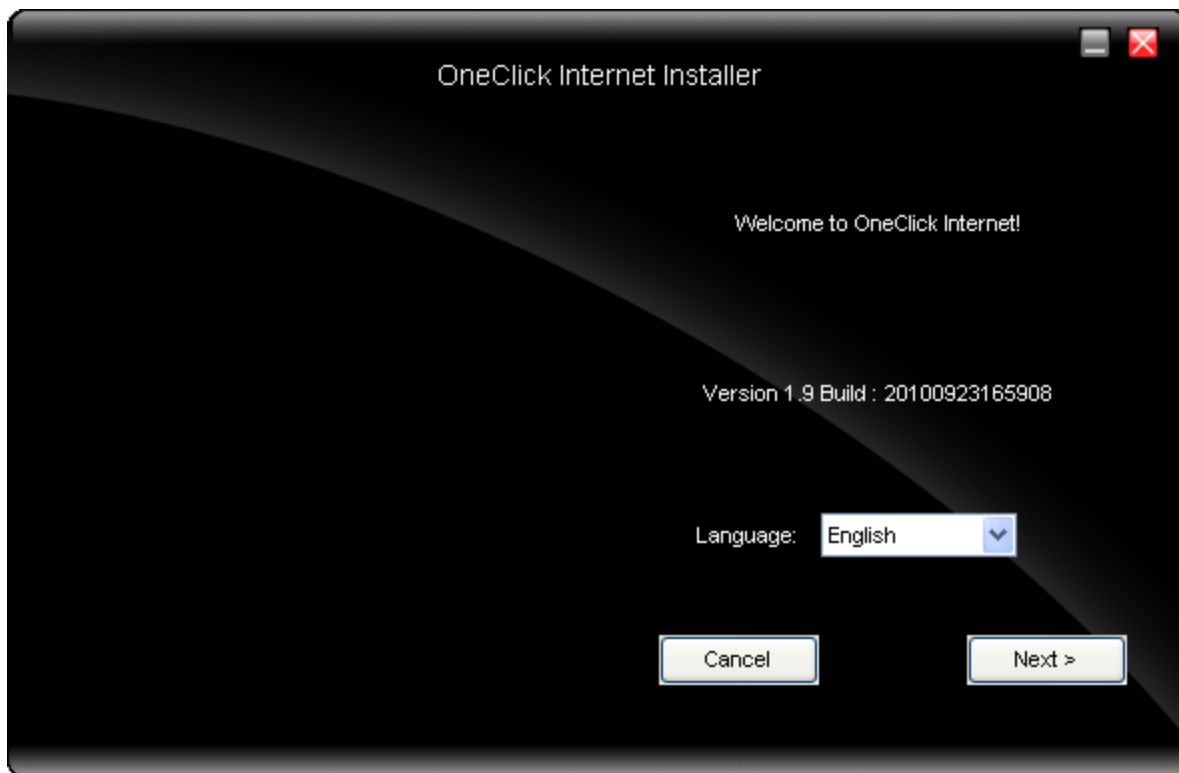 OneClick Internet Installer
Welcome to OneClick Internet!
Version 1.9 Build : 20100923165908
Language: English
Cancel Next >